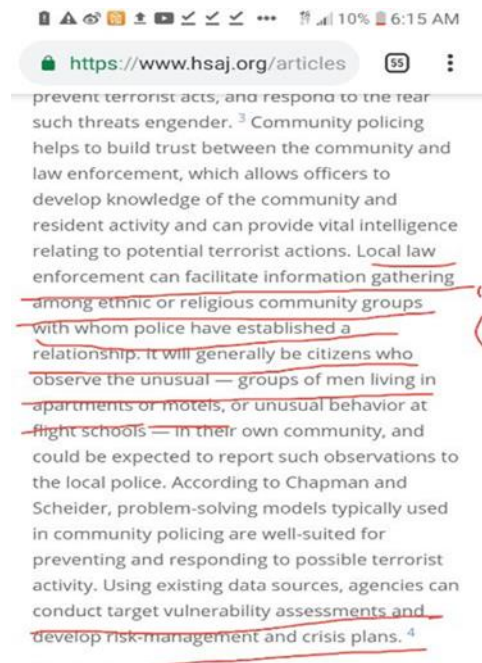 10% 6:15 AM
https://www.hsaj.org/articles 55
prevent terrorist acts, and respond to the fear
such threats engender. 3 Community policing
helps to build trust between the community and
law enforcement, which allows officers to
develop knowledge of the community and
resident activity and can provide vital intelligence
relating to potential terrorist actions. Local law
enforcement can facilitate information gathering
among ethnic or religious community groups
with whom police have established a
relationship. It will generally be citizens who
observe the unusual — groups of men living in
apartments or motels, or unusual behavior at
flight schools — in their own community, and
could be expected to report such observations to
the local police. According to Chapman and
Scheider, problem-solving models typically used
in community policing are well-suited for
preventing and responding to possible terrorist
activity. Using existing data sources, agencies can
conduct target vulnerability assessments and
develop risk-management and crisis plans. 4